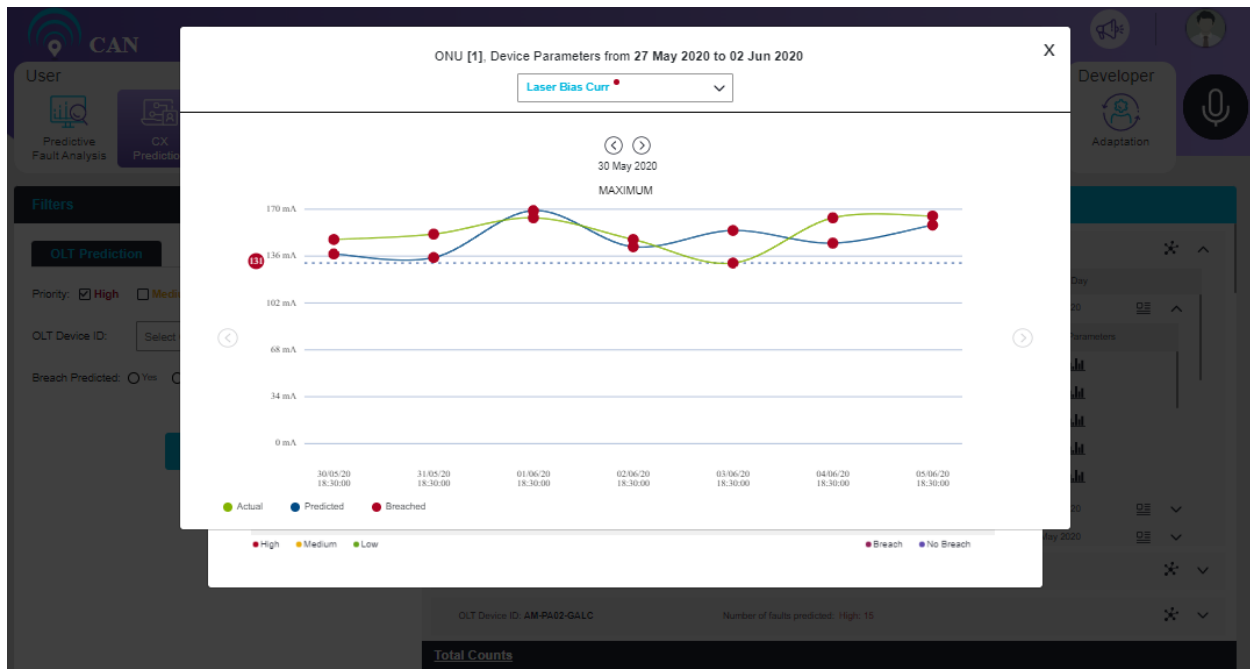 CAN
User
Predictive
Fault Analysis
CX
Predictio
Developer
Adaptation
ONU [1], Device Parameters from 27 May 2020 to 02 Jun 2020
X
Laser Bias Curr
30 May 2020
MAXIMUM
170 mA
131
136 mA
102 mA
68 mA
34 mA
0 mA
30/05/20 31/05/20 01/06/20 02/06/20 03/06/20 04/06/20 05/06/20
18:30:00 18:30:00 18:30:00 18:30:00 18:30:00 18:30:00 18:30:00
Actual Predicted Breached
High Medium Low
Breach No Breach
Filters
OLT Prediction
Priority: High Medi
OLT Device ID: Select
Breach Predicted: Yes
Day
20
Parameters
20
May 2020
OLT Device ID: AM-PA02-GALC Number of faults predicted: High: 15
Total Counts